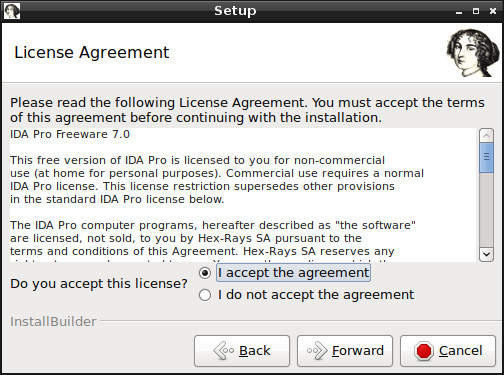 Setup
License Agreement
Please read the following License Agreement. You must accept the terms
of this agreement before continuing with the installation.
IDA Pro Freeware 7.0
This free version of IDA Pro is licensed to you for non-commercial
use (at home for personal purposes). Commercial use requires a normal
IDA Pro license. This license restriction supersedes other provisions
in the standard IDA Pro license below.
The IDA Pro computer programs, hereafter described as "the software"
are licensed, not sold, to you by Hex-Rays SA pursuant to the
terms and conditions of this Agreement. Hex-Rays SA reserves any
Do you accept this license?
I accept the agreement
I do not accept the agreement
InstallBuilder
Back
Forward
Cancel